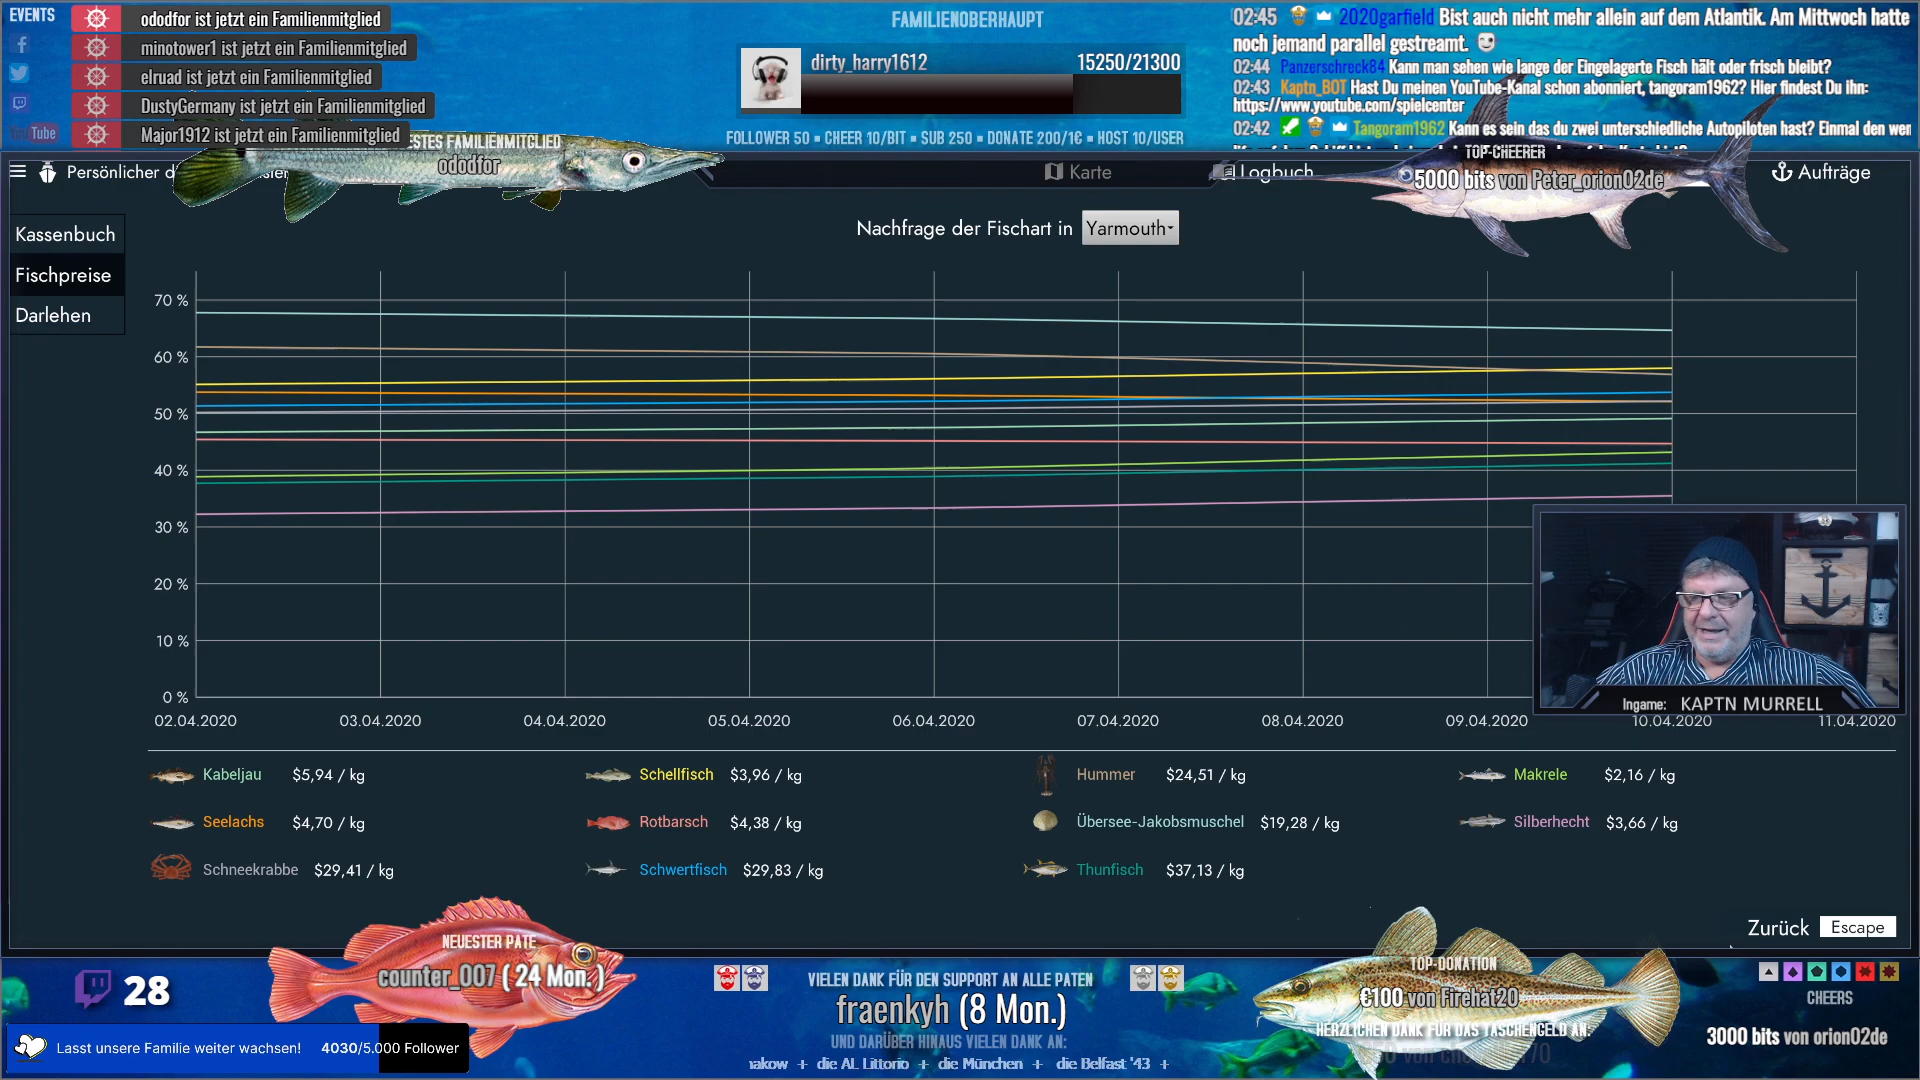 EVENTS
ododfor ist jetzt ein Familienmitglied
minotower1 ist jetzt ein Familienmitglied
elruad ist jetzt ein Familienmitglied
DustyGermany ist jetzt ein Familienmitglied
Major1912 ist jetzt ein Familienmitglied
YouTube
FAMILIENOBERHAUPT
dirty_harry1612 15250/21300
FOLLOWER 50 ▪ CHEER 10/BIT ▪ SUB 250 ▪ DONATE 200/1€ ▪ HOST 10/USER
02:45 2020garfield Bist auch nicht mehr allein auf dem Atlantik. Am Mittwoch hatte
noch jemand parallel gestreamt.
02:44 Panzerschreck84 Kann man sehen wie lange der Eingelagerte Fisch hält oder frisch bleibt?
02:43 Kaptn_BOT Hast Du meinen YouTube-Kanal schon abonniert, tangoram1962? Hier findest Du Ihn:
https://www.youtube.com/spielcenter
02:42 Tangoram1962 Kann es sein das du zwei unterschiedliche Autopiloten hast? Einmal den
ESTES FAMILIENMITGLIED
ododfor
TOP-CHEERER
5000 bits von Peter_orion02de
Persönlicher
Karte
Logbuch
Aufträge
Kassenbuch
Fischpreise
Darlehen
Nachfrage der Fischart in Yarmouth
70 %
60 %
50 %
40 %
30 %
20 %
10 %
0 %
02.04.2020 03.04.2020 04.04.2020 05.04.2020 06.04.2020 07.04.2020 08.04.2020 09.04.2020 10.04.2020 11.04.2020
Ingame: KAPTN MURRELL
Kabeljau $5,94 / kg Schellfisch $3,96 / kg Hummer $24,51 / kg Makrele $2,16 / kg
Seelachs $4,70 / kg Rotbarsch $4,38 / kg Übersee-Jakobsmuschel $19,28 / kg Silberhecht $3,66 / kg
Schneekrabbe $29,41 / kg Schwertfisch $29,83 / kg Thunfisch $37,13 / kg
Zurück Escape
28
NEUESTER PATE
counter_007 ( 24 Mon. )
Lasst unsere Familie weiter wachsen! 4030/5.000 Follower
VIELEN DANK FÜR DEN SUPPORT AN ALLE PATEN
fraenkyh (8 Mon.)
UND DARÜBER HINAUS VIELEN DANK AN:
akow + die AL Littorio + die München + die Belfast '43 +
TOP-DONATION
€100 von Firehat20
HERZLICHEN DANK FÜR DAS TASCHENGELD AN:
CHEERS
3000 bits von orion02de